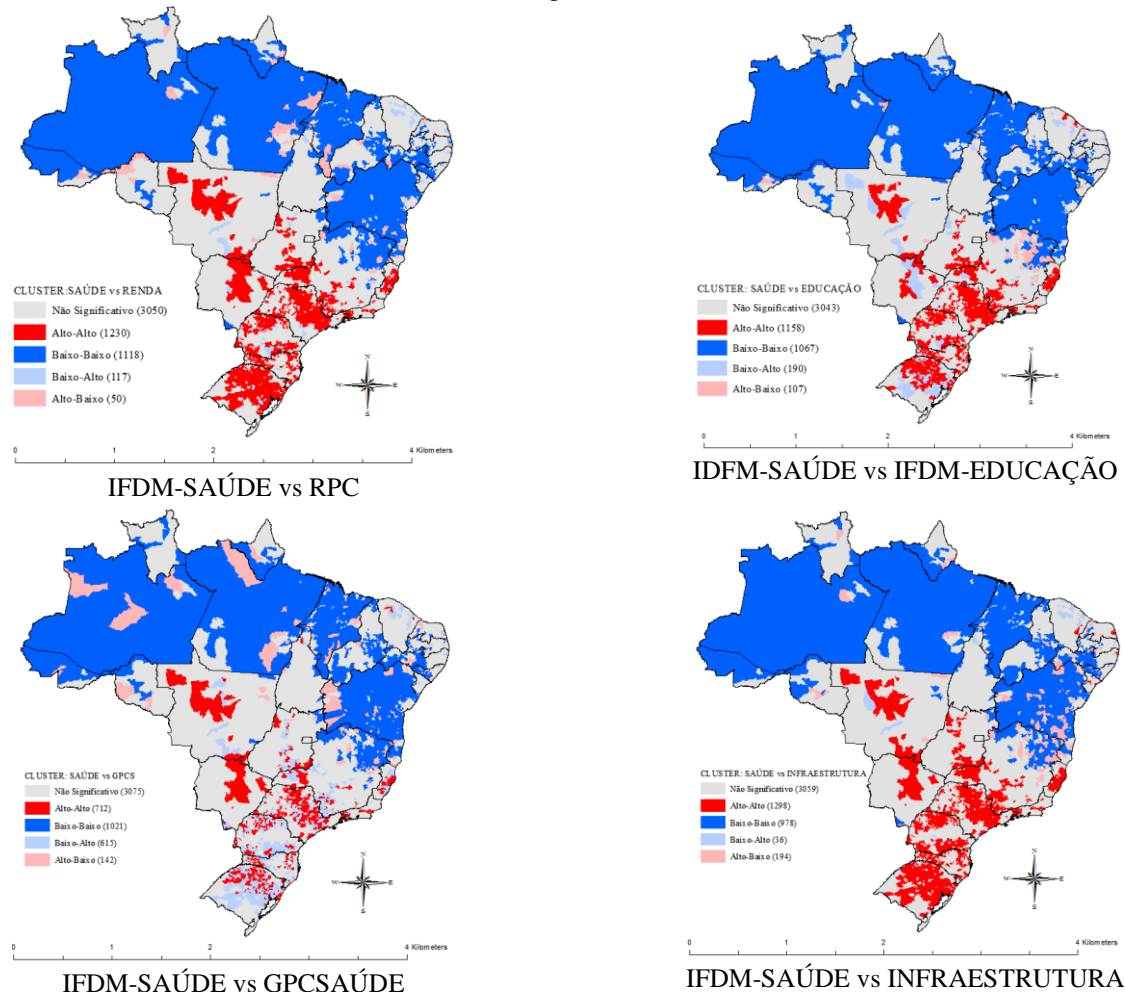 CLUSTER:SAÚDE vs RENDA
Não Significativo (3050)
Alto-Alto (1230)
Baixo-Baixo (1118)
Baixo-Alto (117)
Alto-Baixo (50)
N
W E
S
0 1 2 3 4 Kilometers
IFDM-SAÚDE vs RPC
CLUSTER: SAÚDE vs EDUCAÇÃO
Não Significativo (3043)
Alto-Alto (1158)
Baixo-Baixo (1067)
Baixo-Alto (190)
Alto-Baixo (107)
N
W E
S
0 1 2 3 4 Kilometers
IDFM-SAÚDE vs IFDM-EDUCAÇÃO
CLUSTER: SAÚDE vs GPCS
Não Significativo (3075)
Alto-Alto (712)
Baixo-Baixo (1021)
Baixo-Alto (615)
Alto-Baixo (142)
N
W E
S
0 1 2 3 4 Kilometers
IFDM-SAÚDE vs GPCSAÚDE
CLUSTER: SAÚDE vs INFRAESTRUTURA
Não Significativo (3059)
Alto-Alto (1298)
Baixo-Baixo (978)
Baixo-Alto (36)
Alto-Baixo (194)
N
W E
S
0 1 2 3 4 Kilometers
IFDM-SAÚDE vs INFRAESTRUTURA